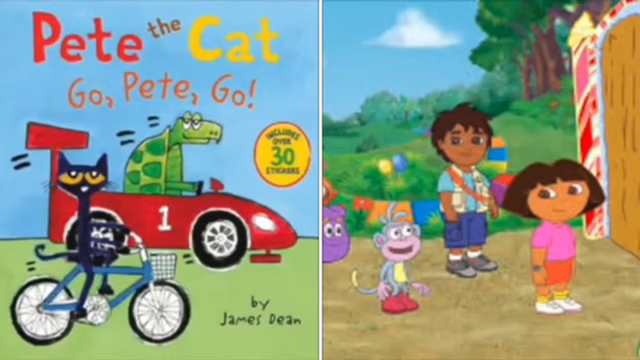 Pete the Cat
Go, Pete, Go!
INCLUDES
OVER
30
STICKERS
1
by
James Dean